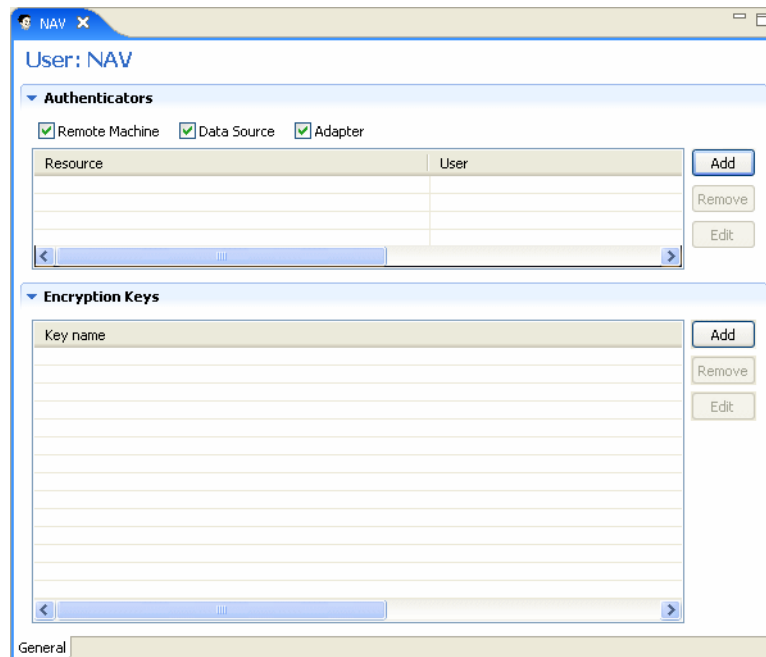 NAV
User: NAV
Authenticators
Remote Machine Data Source Adapter
Resource User Add
Remove
Edit
Encryption Keys
Key name Add
Remove
Edit
General